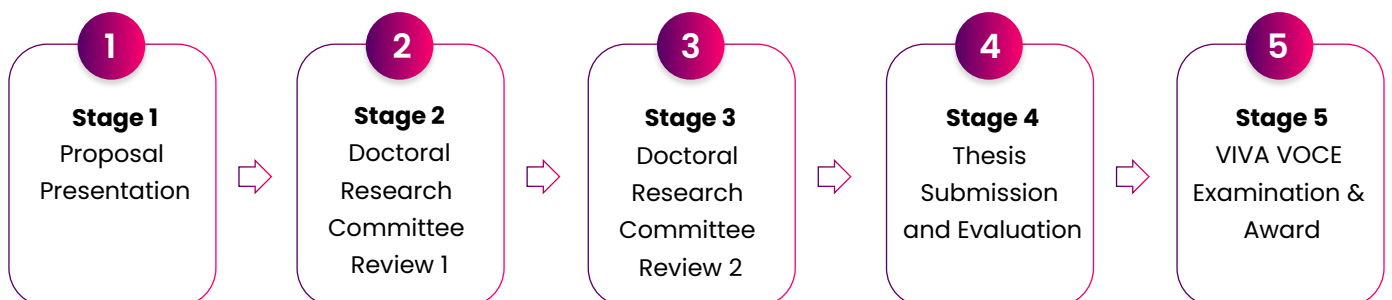 1
Stage 1
Proposal
Presentation
2
Stage 2
Doctoral
Research
Committee
Review 1
3
Stage 3
Doctoral
Research
Committee
Review 2
4
Stage 4
Thesis
Submission
and Evaluation
5
Stage 5
VIVA VOCE
Examination &
Award